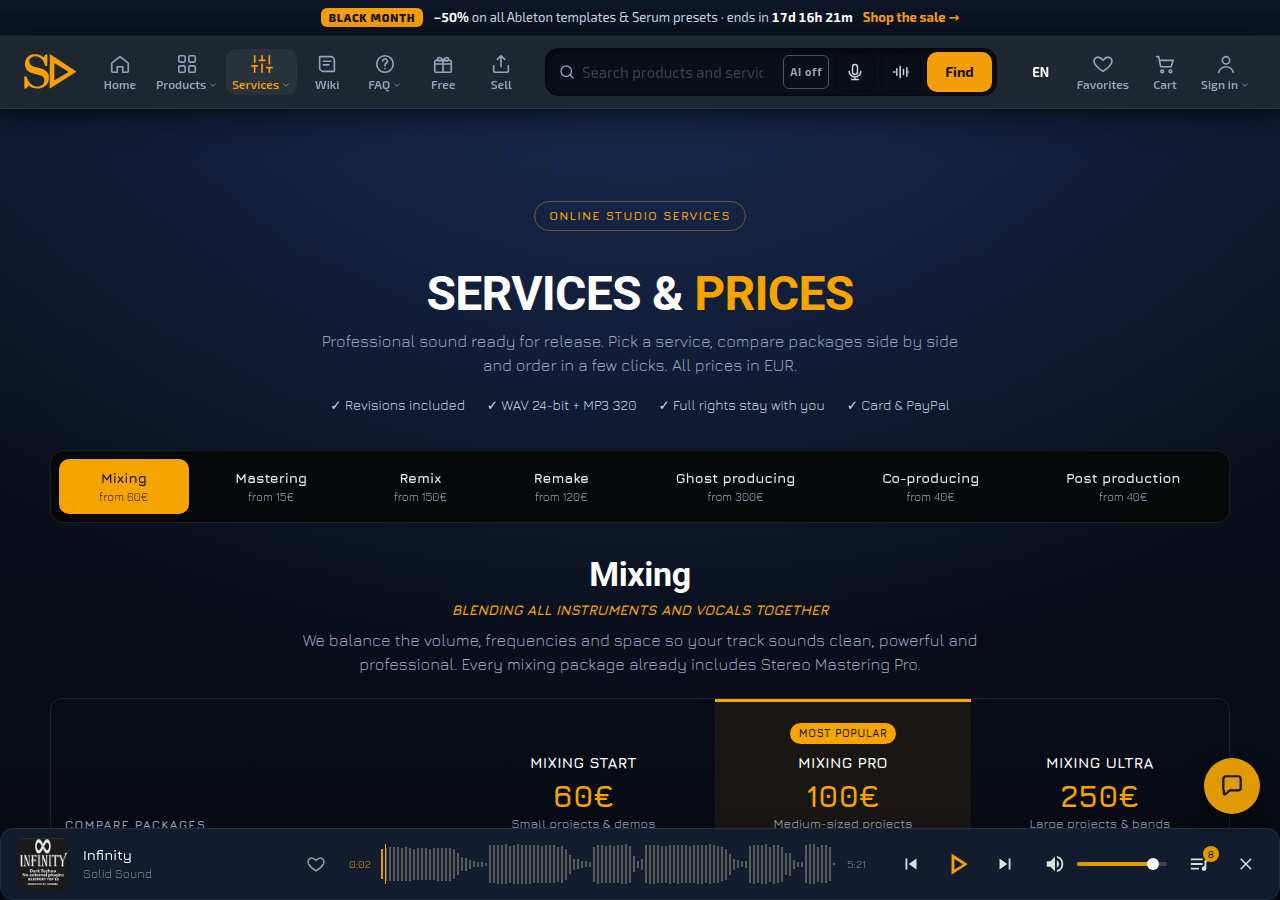 BLACK MONTH −50% on all Ableton templates & Serum presets · ends in 17d 16h 21m Shop the sale →
Home Products Services Wiki FAQ Free Sell
Search products and servic AI off Find
EN Favorites Cart Sign in
ONLINE STUDIO SERVICES
SERVICES & PRICES
Professional sound ready for release. Pick a service, compare packages side by side
and order in a few clicks. All prices in EUR.
✓ Revisions included ✓ WAV 24-bit + MP3 320 ✓ Full rights stay with you ✓ Card & PayPal
Mixing Mastering Remix Remake Ghost producing Co-producing Post production
from 60€ from 15€ from 150€ from 120€ from 300€ from 40€ from 40€
Mixing
BLENDING ALL INSTRUMENTS AND VOCALS TOGETHER
We balance the volume, frequencies and space so your track sounds clean, powerful and
professional. Every mixing package already includes Stereo Mastering Pro.
MOST POPULAR
MIXING START MIXING PRO MIXING ULTRA
60€ 100€ 250€
COMPARE PACKAGES Small projects & demos Medium-sized projects Large projects & bands
INFINITY
Infinity
Solid Sound
0:02 5:21
8